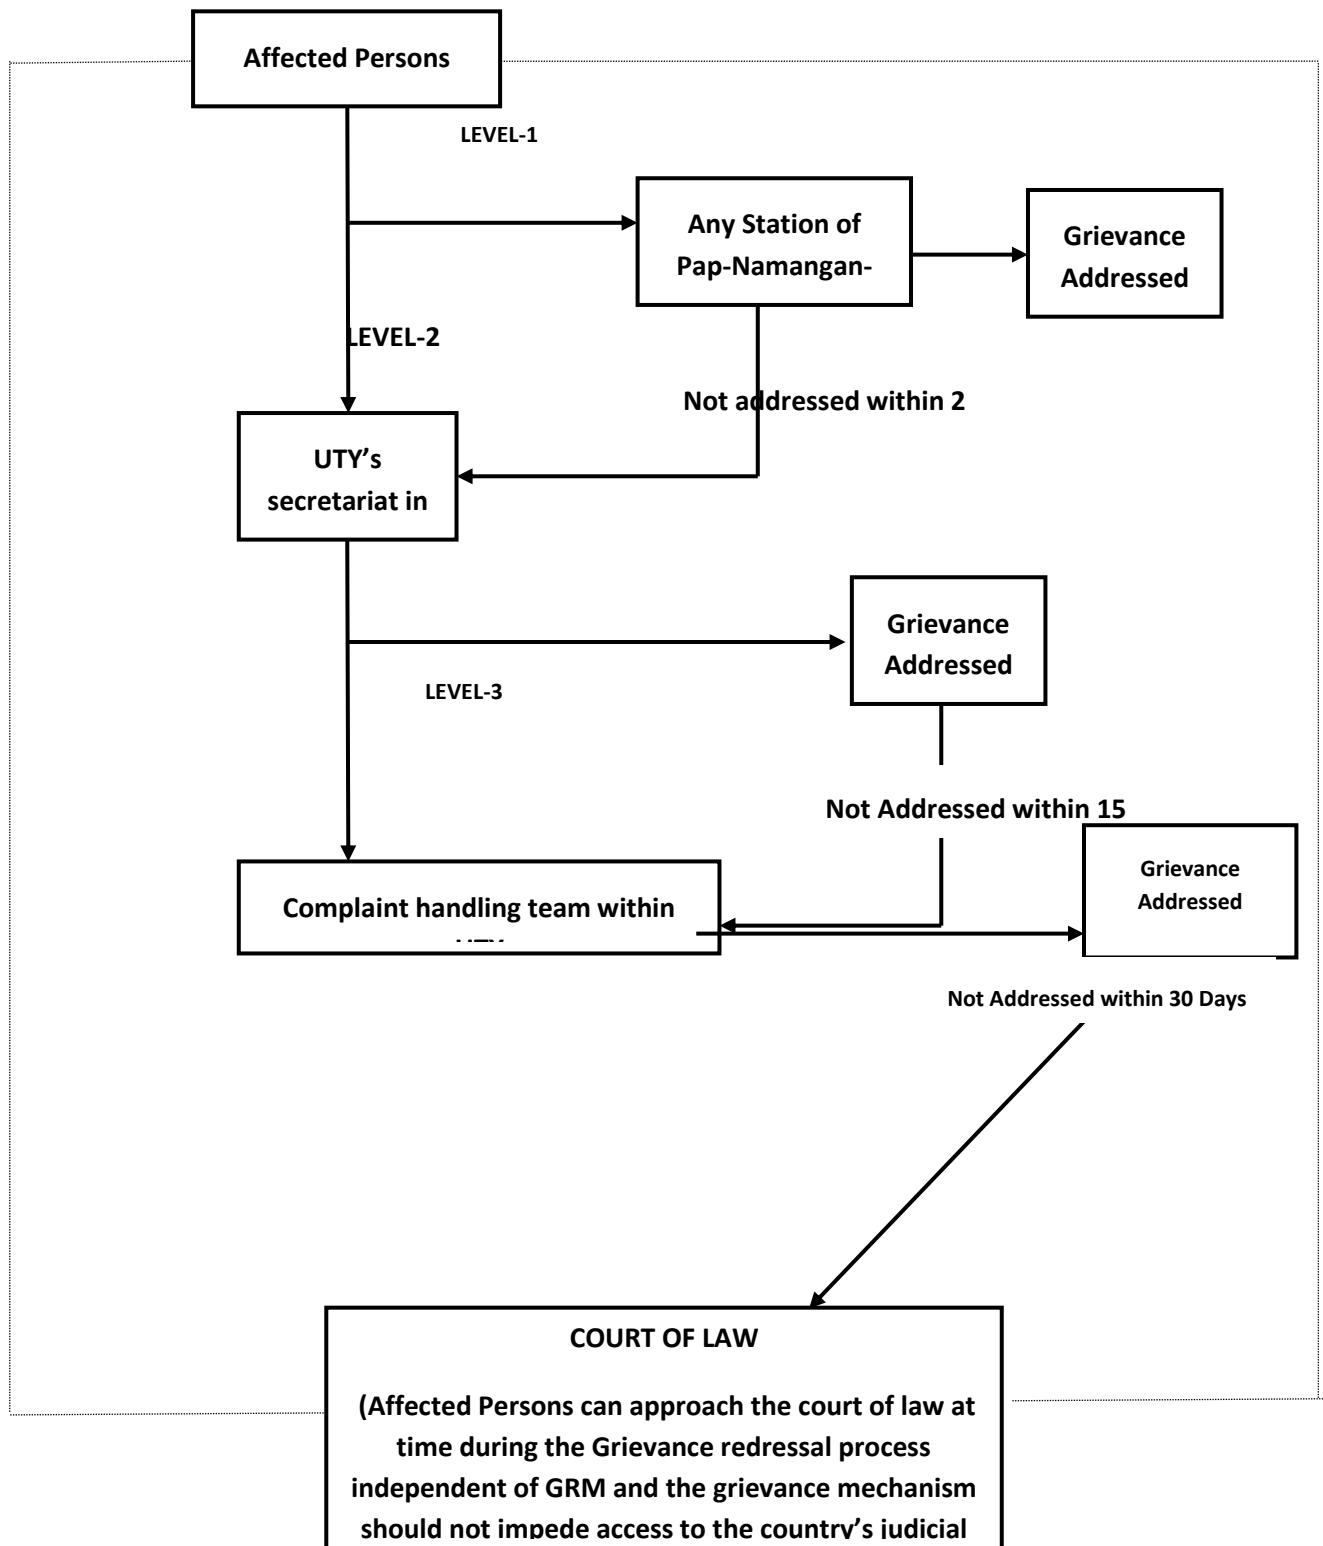 Affected Persons
LEVEL-1
Any Station of
Pap-Namangan-
Grievance
Addressed
LEVEL-2
Not addressed within 2
UTY’s
secretariat in
Grievance
Addressed
LEVEL-3
Not Addressed within 15
Complaint handling team within
Grievance
Addressed
Not Addressed within 30 Days
COURT OF LAW
(Affected Persons can approach the court of law at
time during the Grievance redressal process
independent of GRM and the grievance mechanism
should not impede access to the country’s judicial